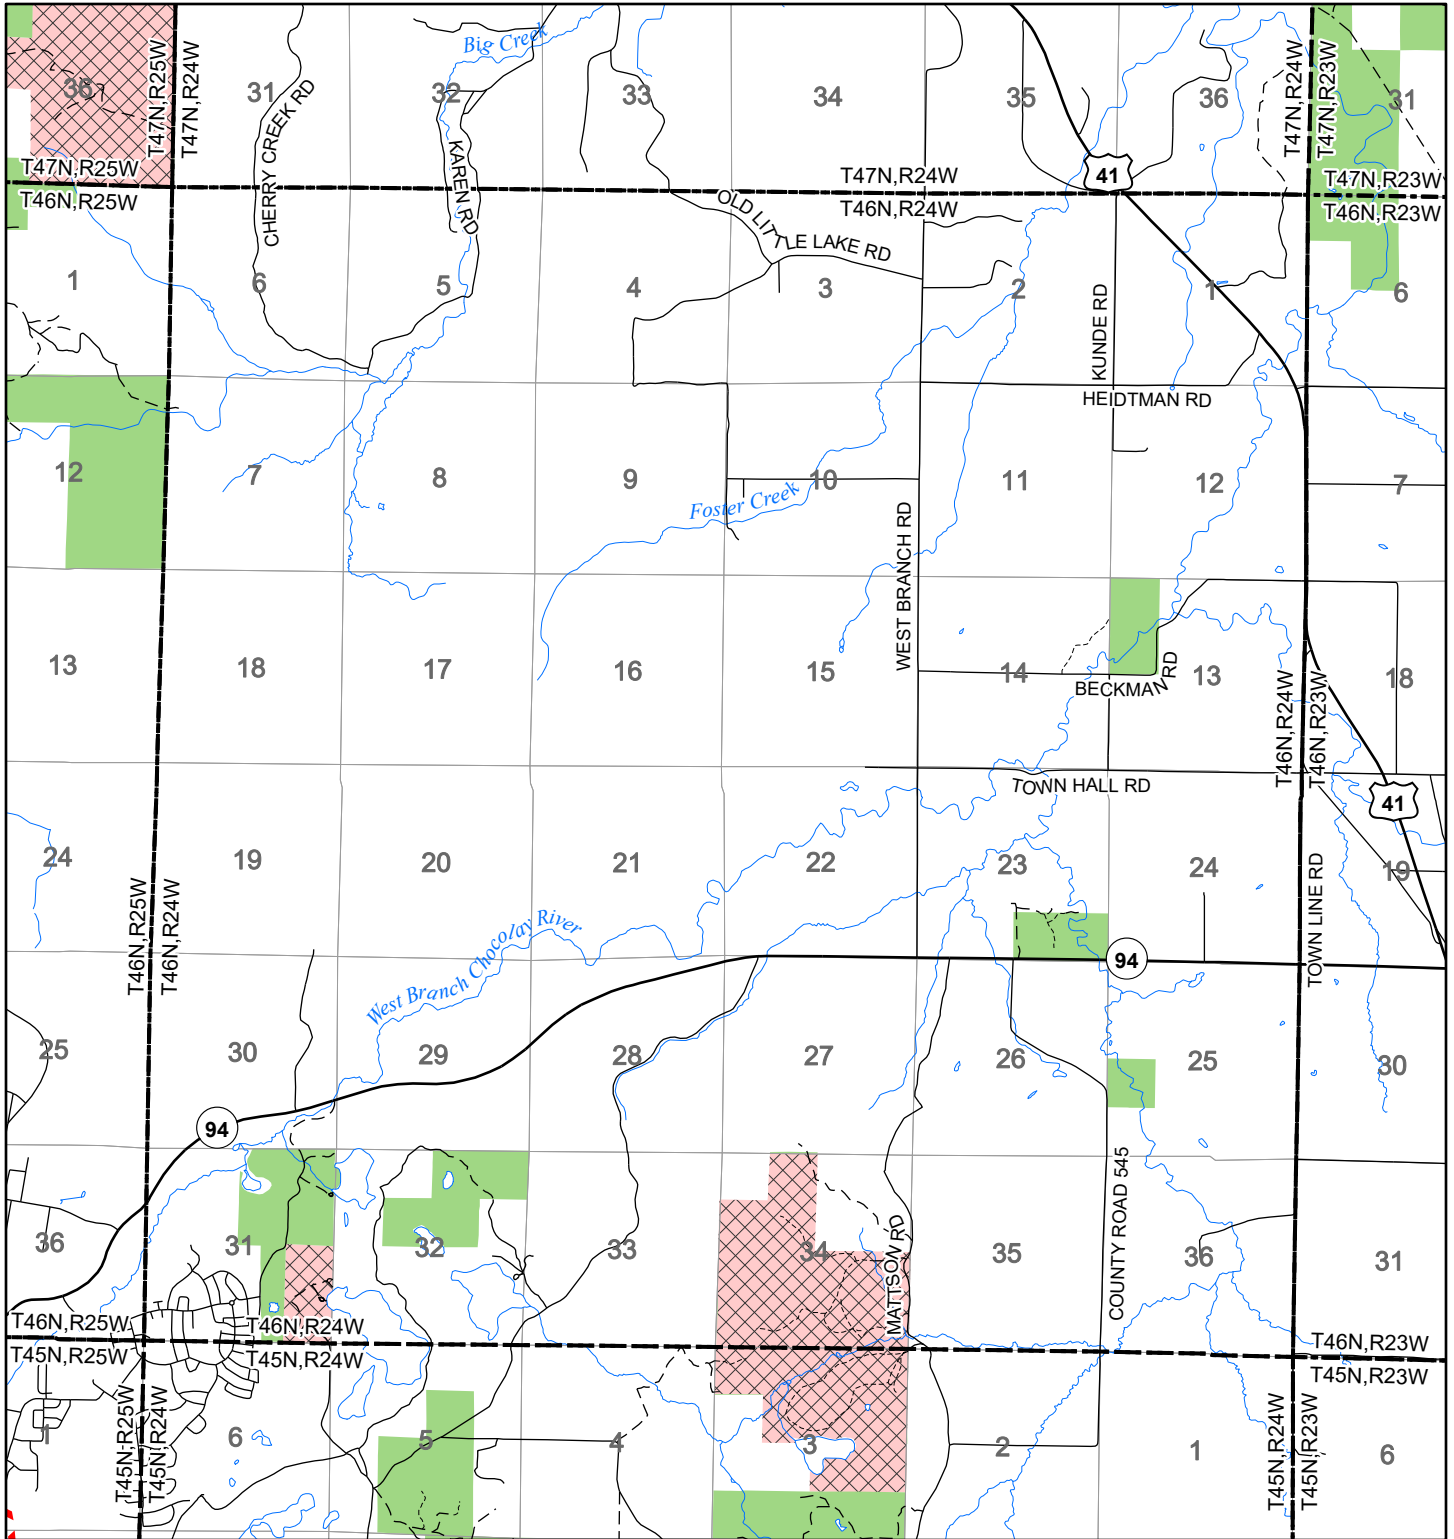 Big Creek
36
31
32
33
34
35
36
31
T47N,R25W
T47N,R24W
CHERRY CREEK RD
KAREN RD
T47N,R24W
T47N,R23W
41
T47N,R25W
T46N,R25W
T47N,R24W
T46N,R24W
T47N,R23W
T46N,R23W
OLD LITTLE LAKE RD
1
6
5
4
3
2
1
6
KUNDE RD
HEIDTMAN RD
12
7
8
9
10
11
12
7
Foster Creek
WEST BRANCH RD
13
18
17
16
15
14
13
18
BECKMAN RD
T46N,R24W
T46N,R23W
TOWN HALL RD
41
24
19
20
21
22
23
24
19
T46N,R25W
T46N,R24W
TOWN LINE RD
West Branch Chocolay River
94
25
30
29
28
27
26
25
30
94
COUNTY ROAD 545
MATTSON RD
36
31
32
33
34
35
36
31
T46N,R25W
T45N,R25W
T46N,R24W
T45N,R24W
T46N,R23W
T45N,R23W
T45N,R25W
T45N,R24W
1
6
5
4
3
2
1
6
T45N,R24W
T45N,R23W